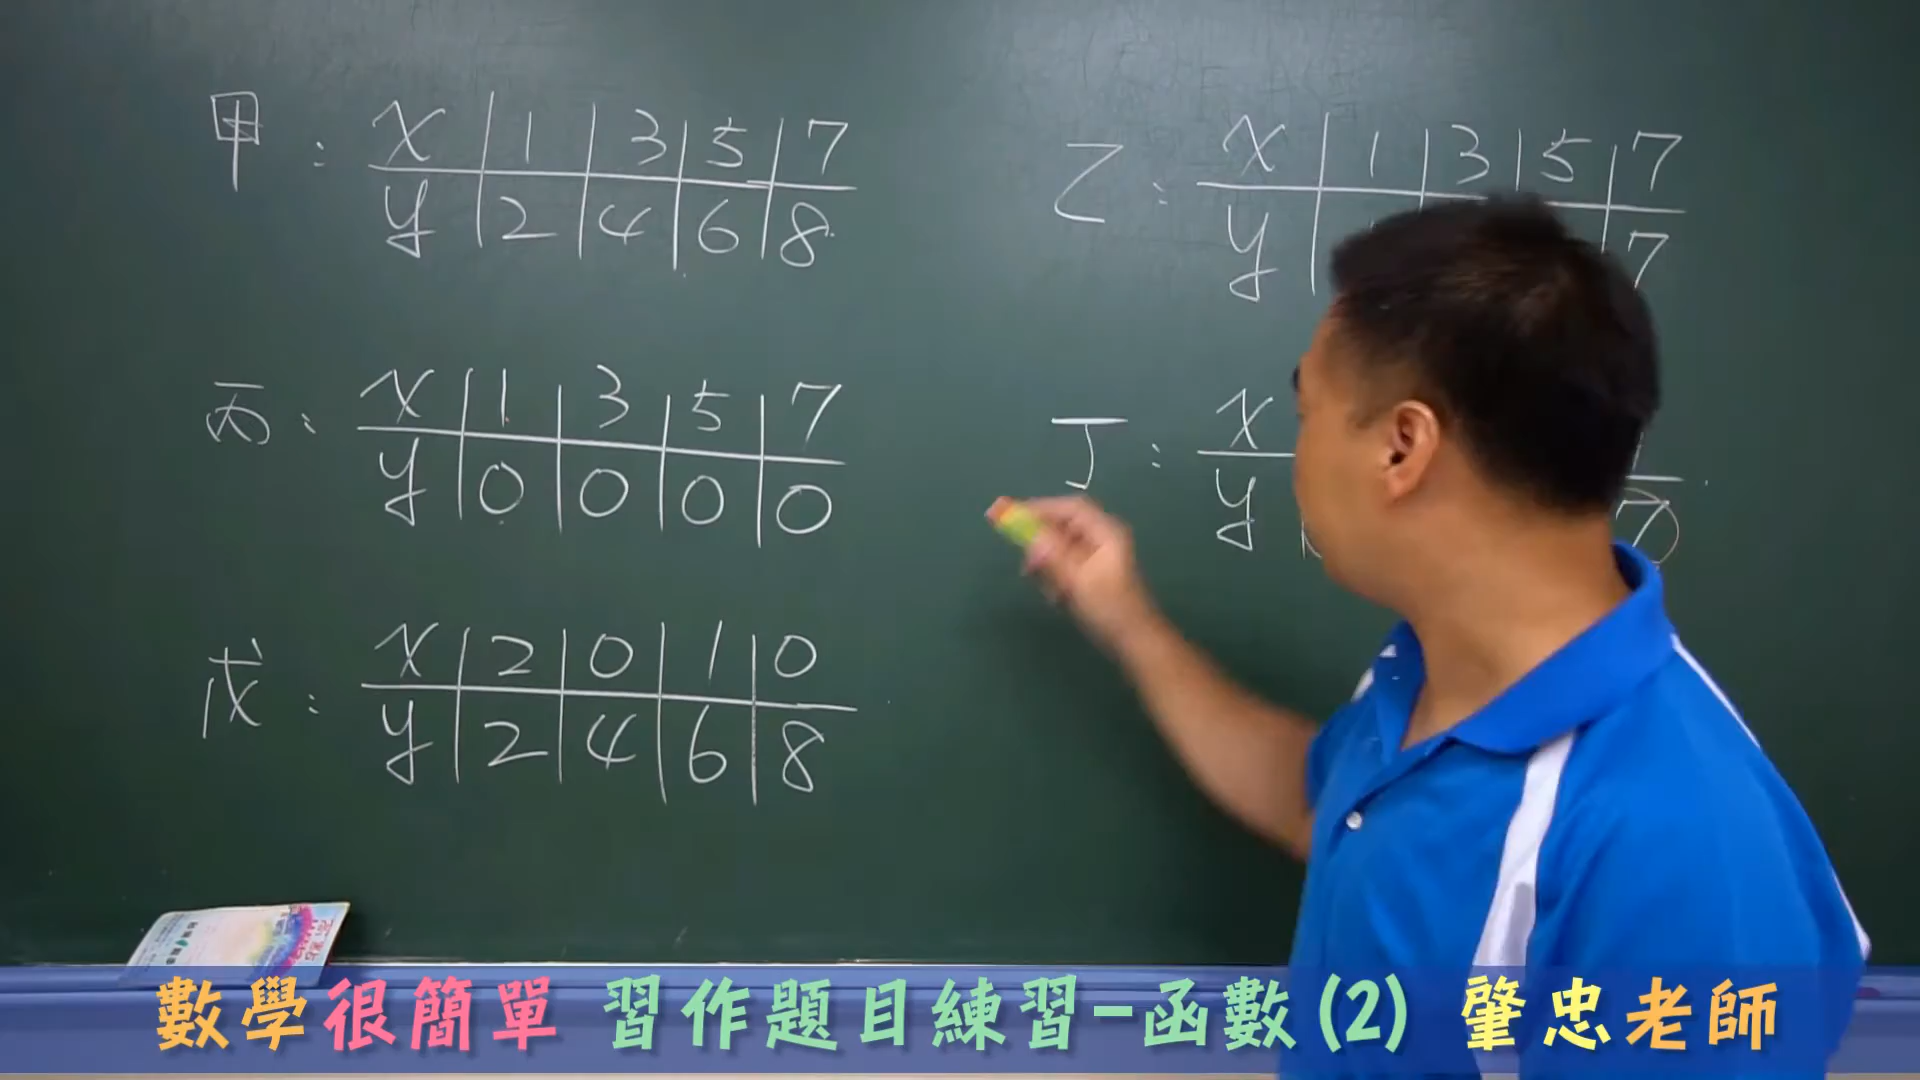 甲： x 1 3 5 7
y 2 4 6 8
乙： x 1 3 5 7
y 7
丙： x 1 3 5 7
y 0 0 0 0
丁： x
y 7
戊： x 2 0 1 0
y 2 4 6 8
數學很簡單 習作題目練習-函數(2) 肇忠老師